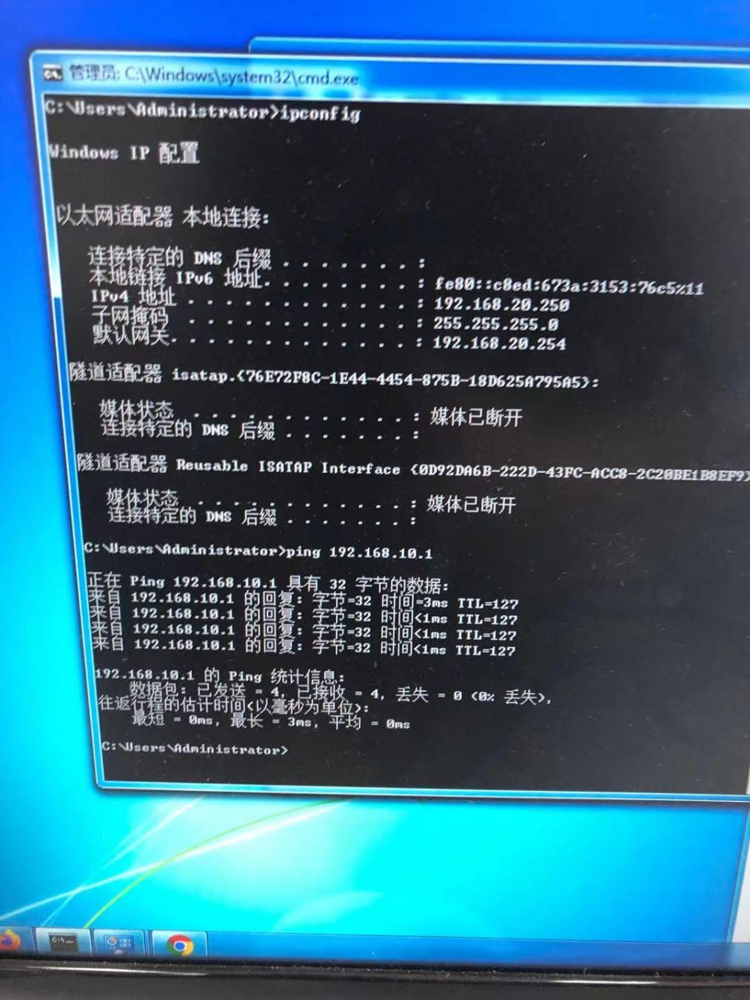 管理员: C:\Windows\system32\cmd.exe
C:\Users\Administrator>ipconfig
Windows IP 配置
以太网适配器 本地连接:
连接特定的 DNS 后缀 . . . . . . . :
本地链接 IPv6 地址. . . . . . . . : fe80::c8ed:673a:3153:76c5%11
IPv4 地址 . . . . . . . . . . . . : 192.168.20.250
子网掩码 . . . . . . . . . . . . : 255.255.255.0
默认网关. . . . . . . . . . . . . : 192.168.20.254
隧道适配器 isatap.{76E72F8C-1E44-4454-875B-18D625A795A5}:
媒体状态 . . . . . . . . . . . . : 媒体已断开
连接特定的 DNS 后缀 . . . . . . . :
隧道适配器 Reusable ISATAP Interface {0D92DA6B-222D-43FC-ACC8-2C20BE1B8EF9}
媒体状态 . . . . . . . . . . . . : 媒体已断开
连接特定的 DNS 后缀 . . . . . . . :
C:\Users\Administrator>ping 192.168.10.1
正在 Ping 192.168.10.1 具有 32 字节的数据:
来自 192.168.10.1 的回复: 字节=32 时间=3ms TTL=127
来自 192.168.10.1 的回复: 字节=32 时间<1ms TTL=127
来自 192.168.10.1 的回复: 字节=32 时间<1ms TTL=127
来自 192.168.10.1 的回复: 字节=32 时间<1ms TTL=127
192.168.10.1 的 Ping 统计信息:
数据包: 已发送 = 4, 已接收 = 4, 丢失 = 0 (0% 丢失),
往返行程的估计时间(以毫秒为单位):
最短 = 0ms, 最长 = 3ms, 平均 = 0ms
C:\Users\Administrator>